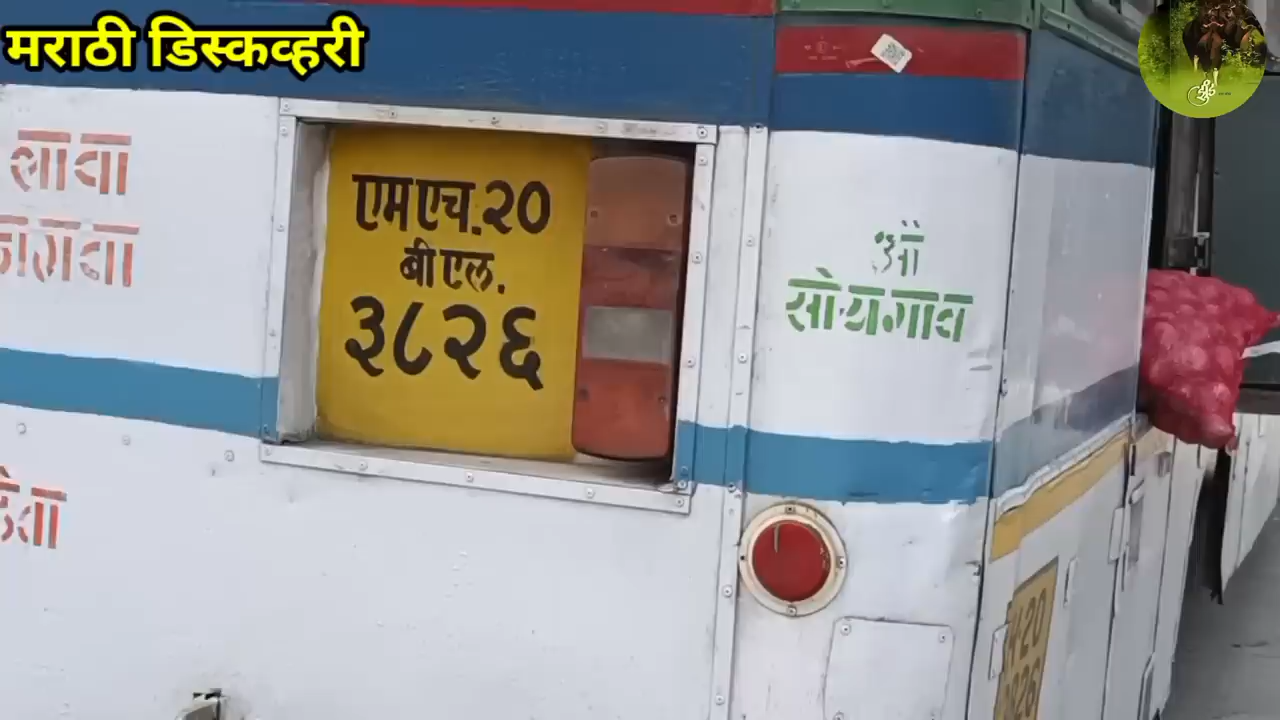 मराठी डिस्कव्हरी
लावा
एमएच.२०
बी एल.
३८२६
औ
सोयगाव